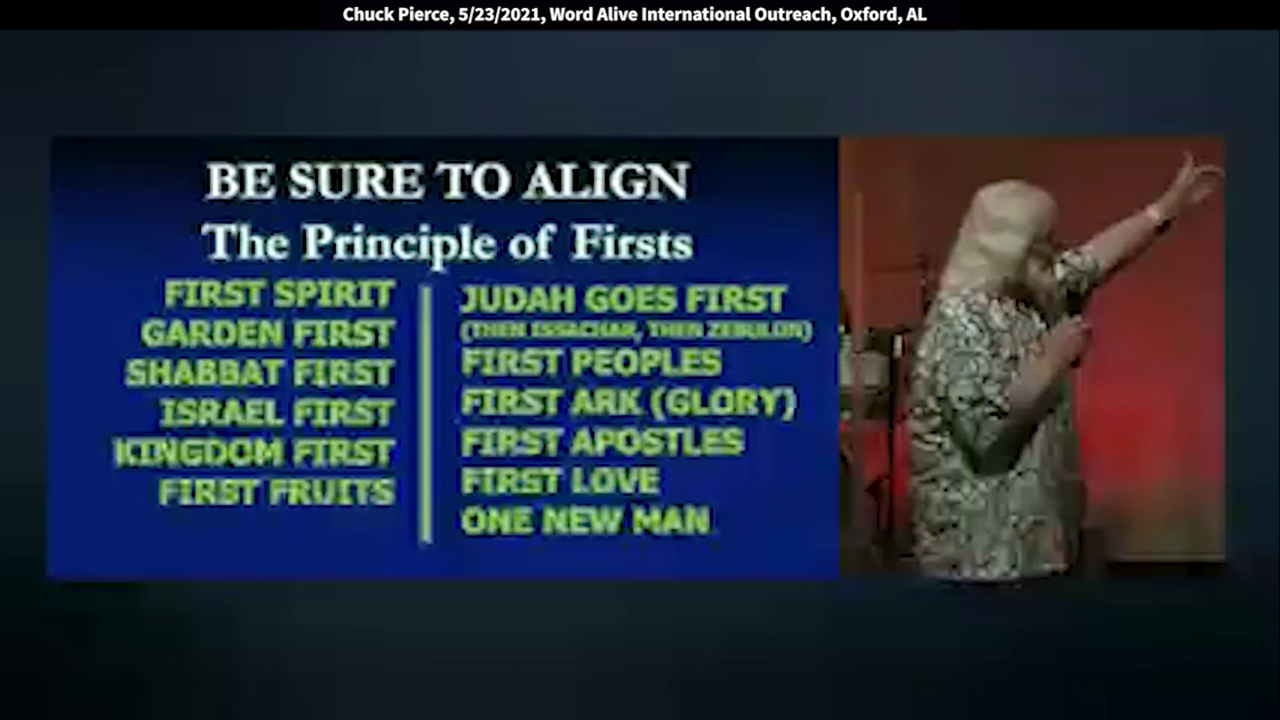 Chuck Pierce, 5/23/2021, Word Alive International Outreach, Oxford, AL
BE SURE TO ALIGN
The Principle of Firsts
FIRST SPIRIT
GARDEN FIRST
SHABBAT FIRST
ISRAEL FIRST
KINGDOM FIRST
FIRST FRUITS
JUDAH GOES FIRST
(THEN ISSACHAR, THEN ZEBULON)
FIRST PEOPLES
FIRST ARK (GLORY)
FIRST APOSTLES
FIRST LOVE
ONE NEW MAN